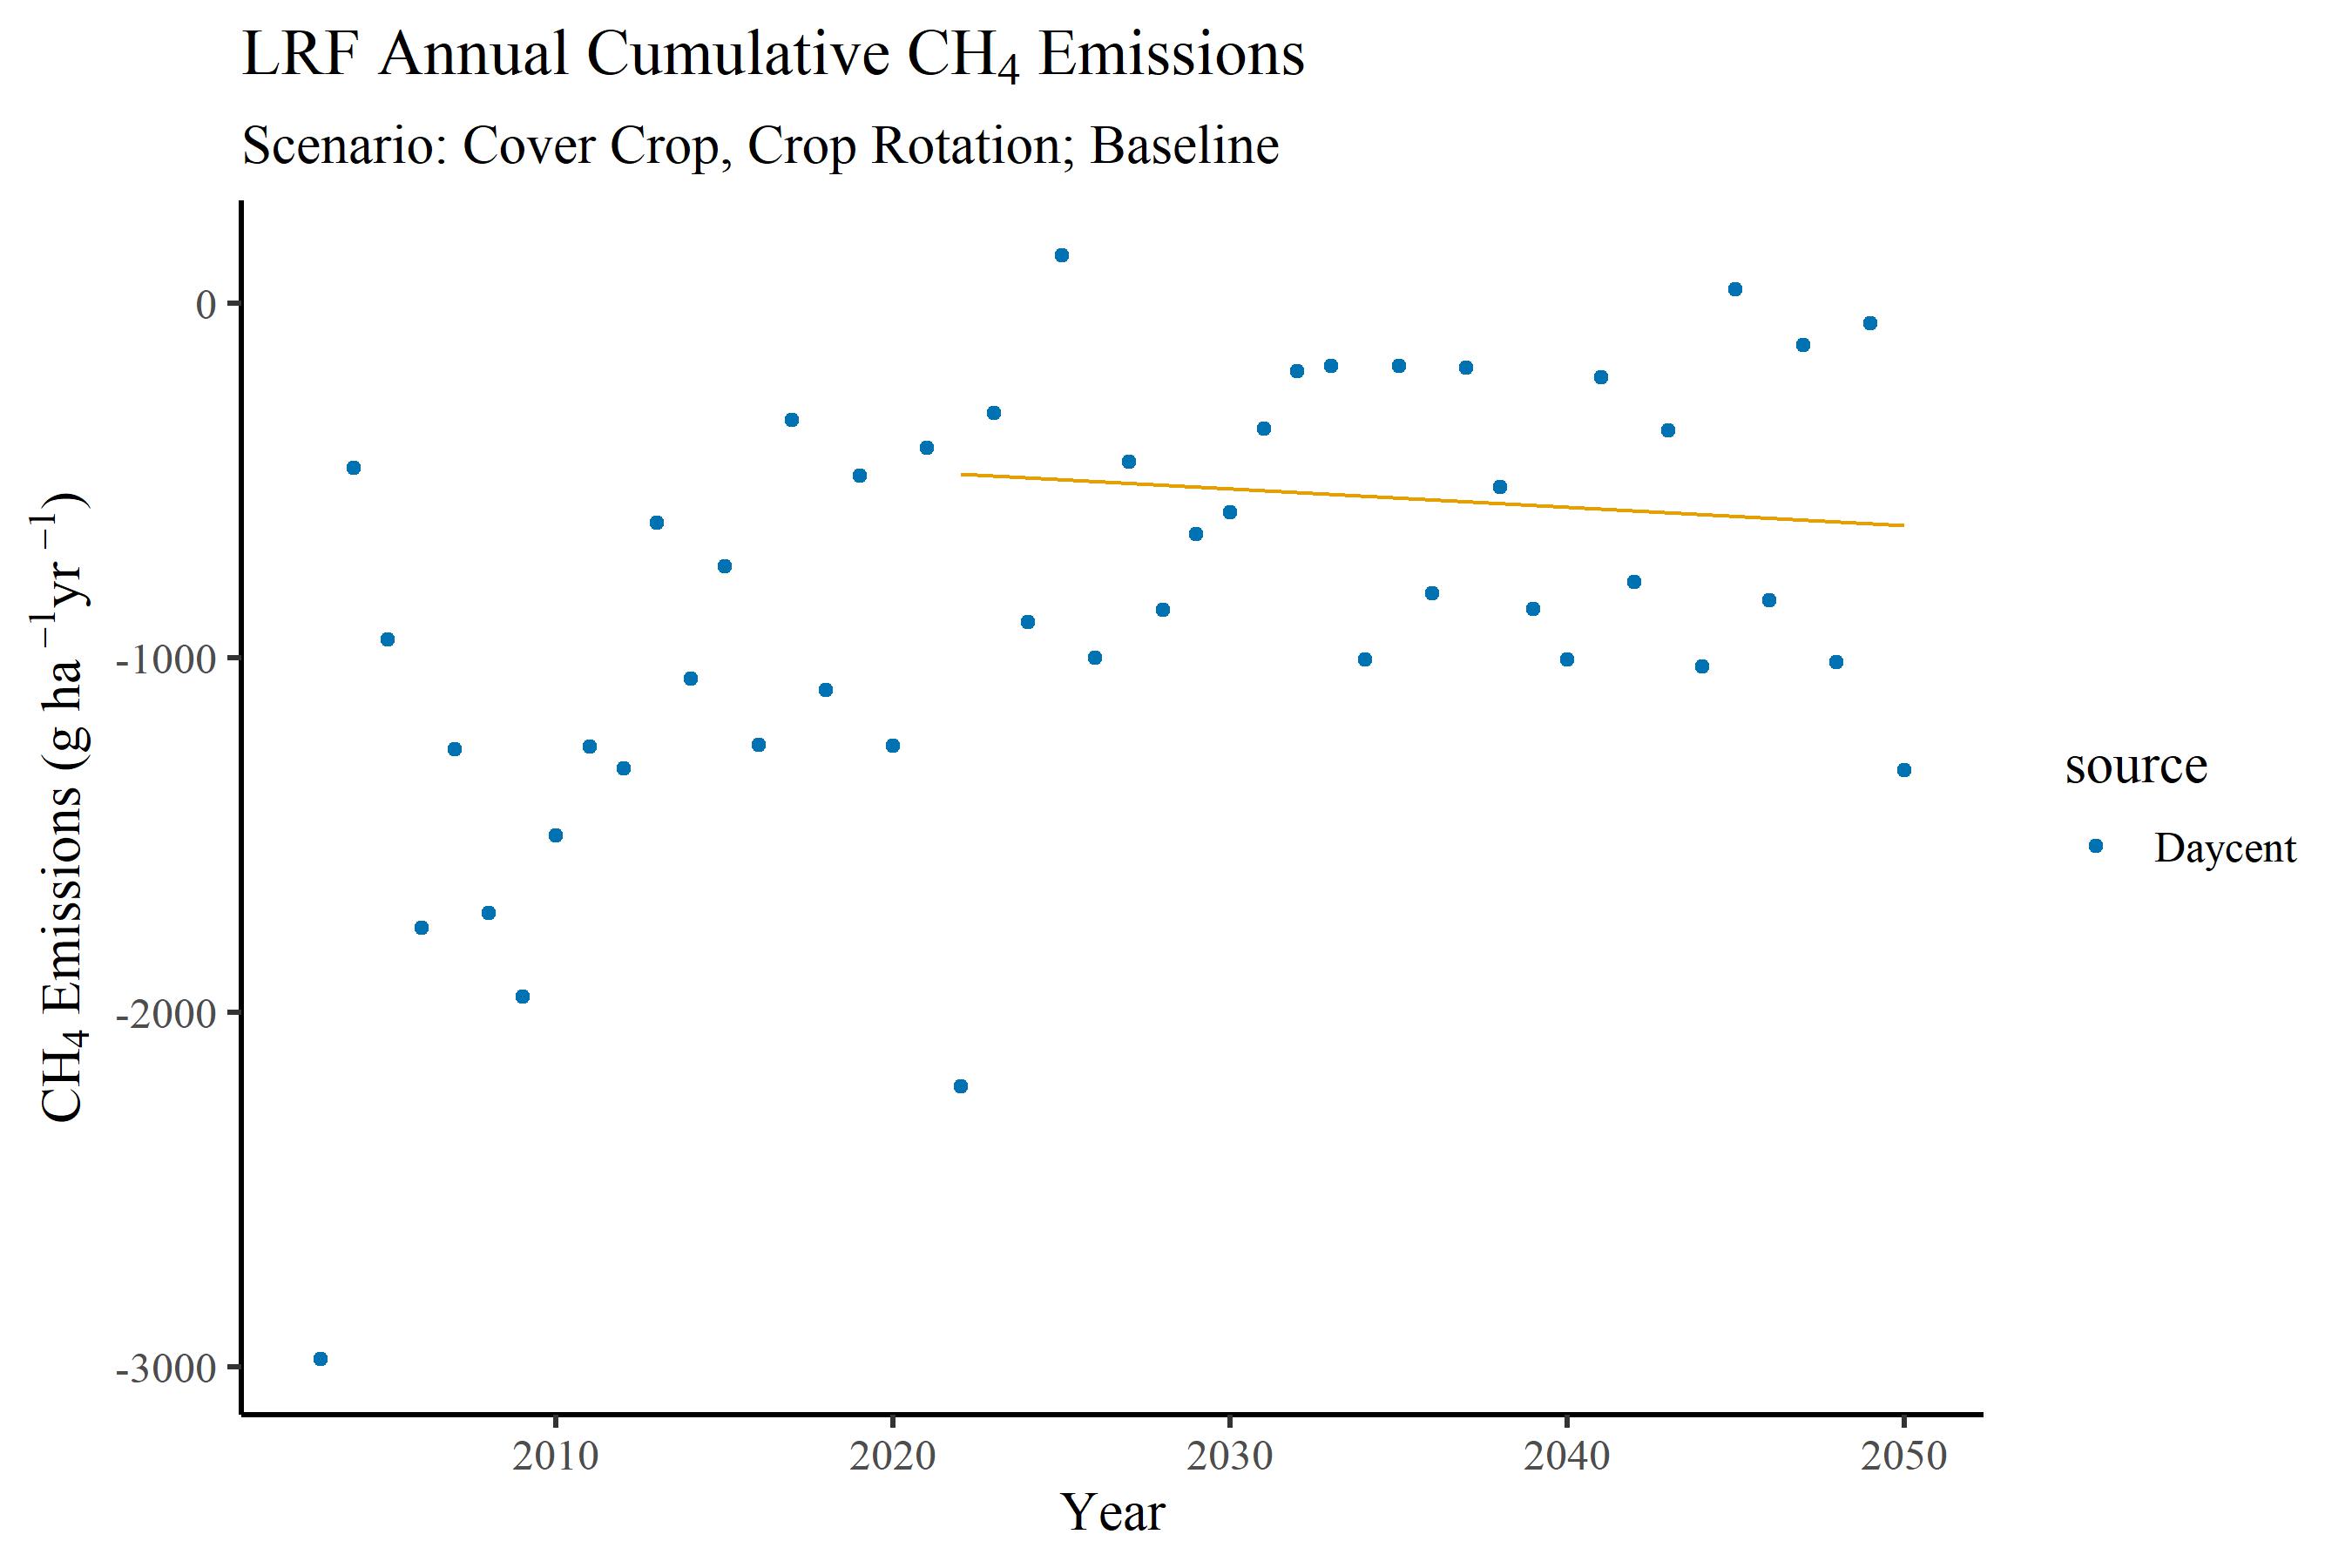 LRF Annual Cumulative CH₄ Emissions
Scenario: Cover Crop, Crop Rotation; Baseline
CH₄ Emissions (g ha ⁻¹yr ⁻¹)
0
-1000
-2000
-3000
2010 2020 2030 2040 2050
Year
source
Daycent